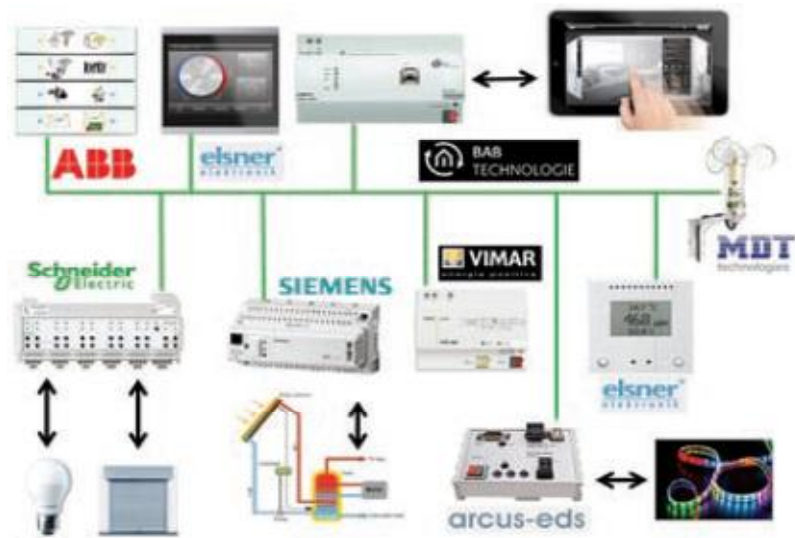 ABB
elsner
elektronik
BAB
TECHNOLOGIE
MDT
technologies
Schneider
Electric
SIEMENS
VIMAR
energia positiva
elsner
elektronik
arcus-eds